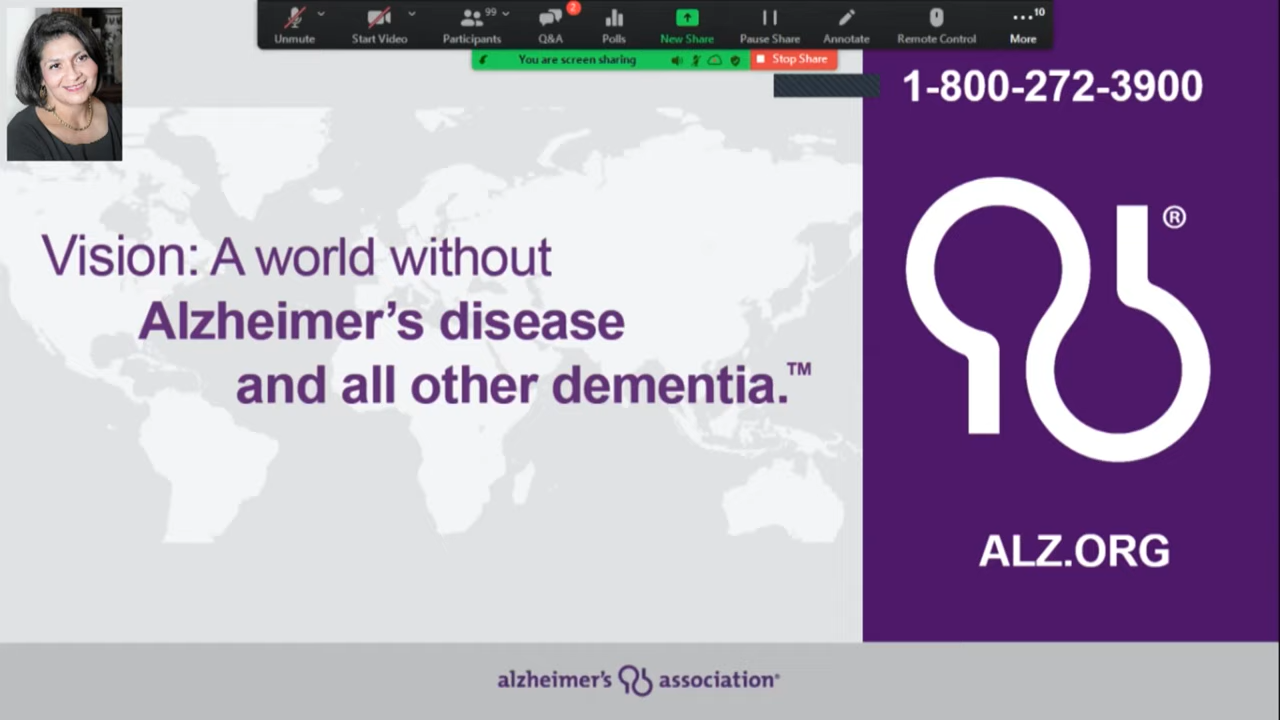 99
2
10
Unmute
Start Video
Participants
Q&A
Polls
New Share
Pause Share
Annotate
Remote Control
More
You are screen sharing
Stop Share
1-800-272-3900
®
Vision: A world without
Alzheimer's disease
and all other dementia.™
ALZ.ORG
alzheimer's association®